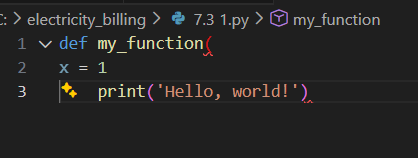 C: > electricity_billing > 7.3 1.py > my_function
1 def my_function(
2 x = 1
3 print('Hello, world!')